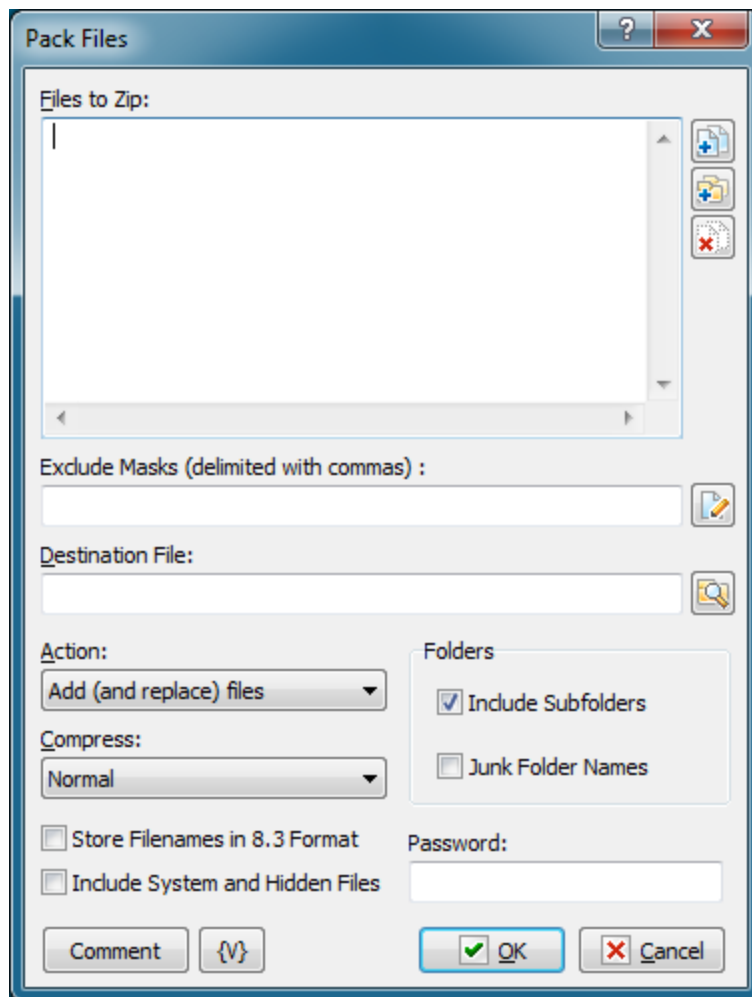 Pack Files
?
Files to Zip:
Exclude Masks (delimited with commas) :
Destination File:
Action:
Folders
Add (and replace) files
Include Subfolders
Compress:
Junk Folder Names
Normal
Store Filenames in 8.3 Format
Password:
Include System and Hidden Files
Comment
{V}
OK
Cancel